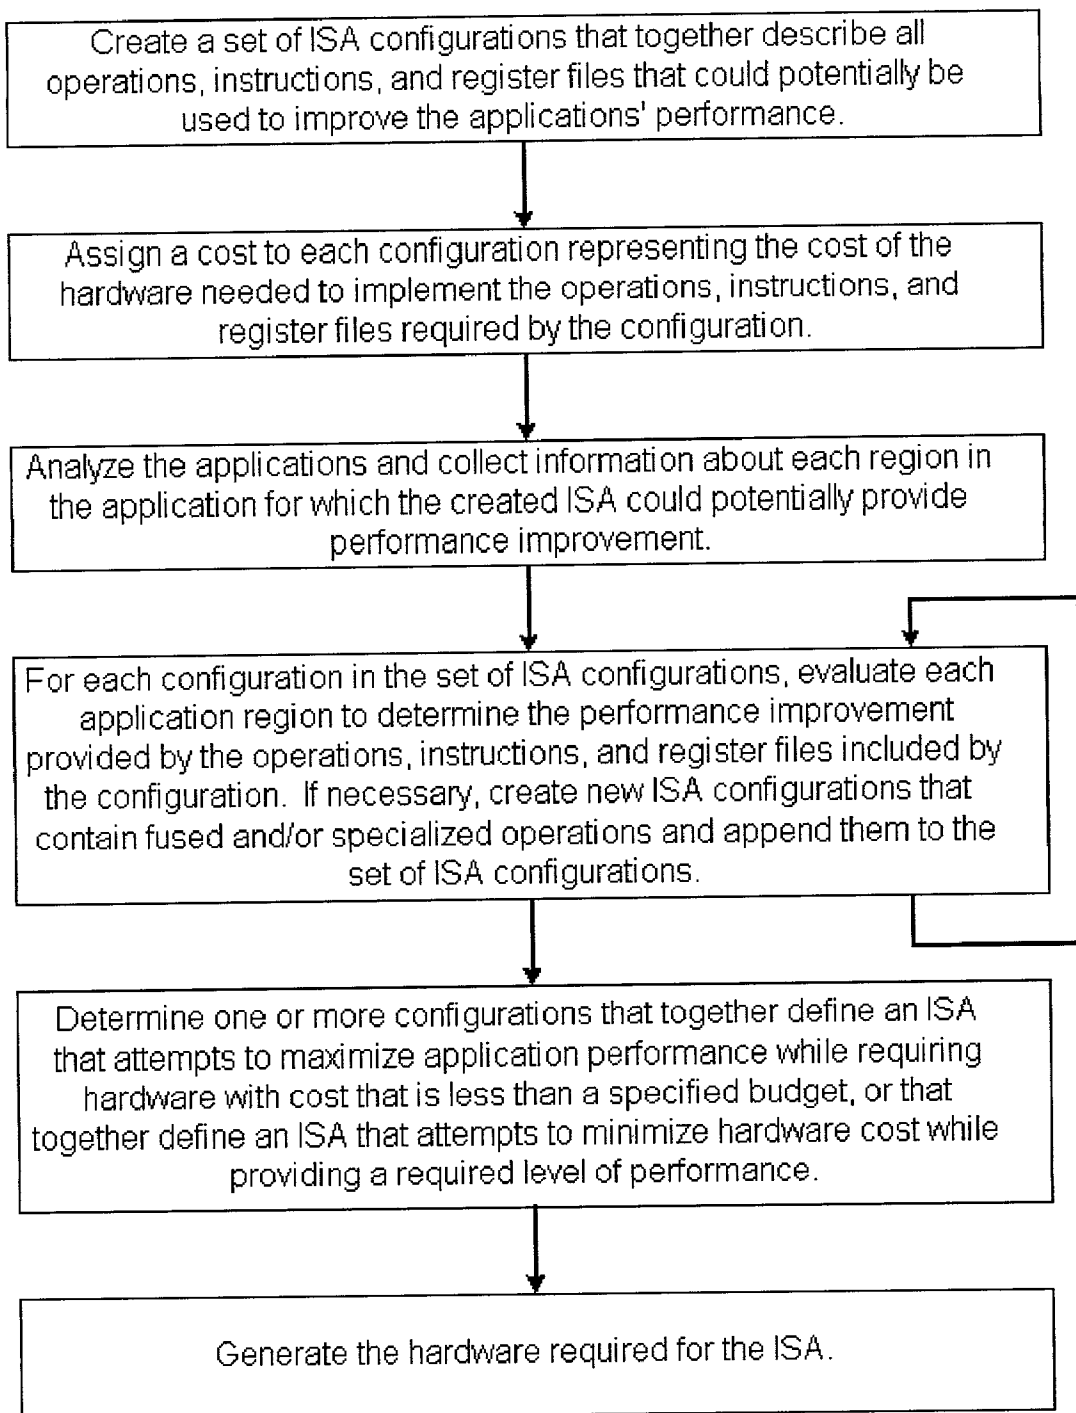 Create a set of ISA configurations that together describe all
operations, instructions, and register files that could potentially be
used to improve the applications' performance.
Assign a cost to each configuration representing the cost of the
hardware needed to implement the operations, instructions, and
register files required by the configuration.
Analyze the applications and collect information about each region in
the application for which the created ISA could potentially provide
performance improvement.
For each configuration in the set of ISA configurations, evaluate each
application region to determine the performance improvement
provided by the operations, instructions, and register files included by
the configuration. If necessary, create new ISA configurations that
contain fused and/or specialized operations and append them to the
set of ISA configurations.
Determine one or more configurations that together define an ISA
that attempts to maximize application performance while requiring
hardware with cost that is less than a specified budget, or that
together define an ISA that attempts to minimize hardware cost while
providing a required level of performance.
Generate the hardware required for the ISA.